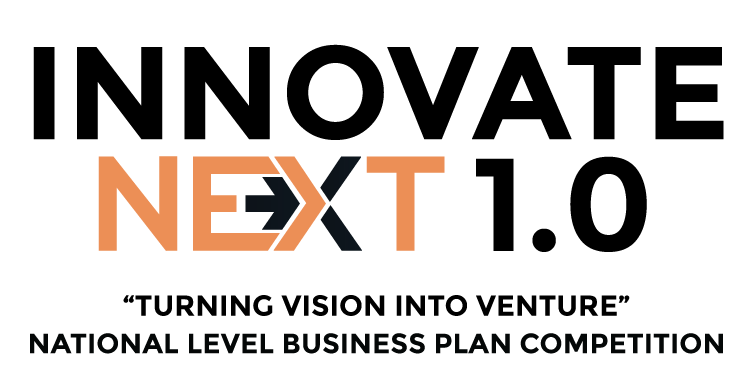 INNOVATE
NEXT 1.0
“TURNING VISION INTO VENTURE”
NATIONAL LEVEL BUSINESS PLAN COMPETITION